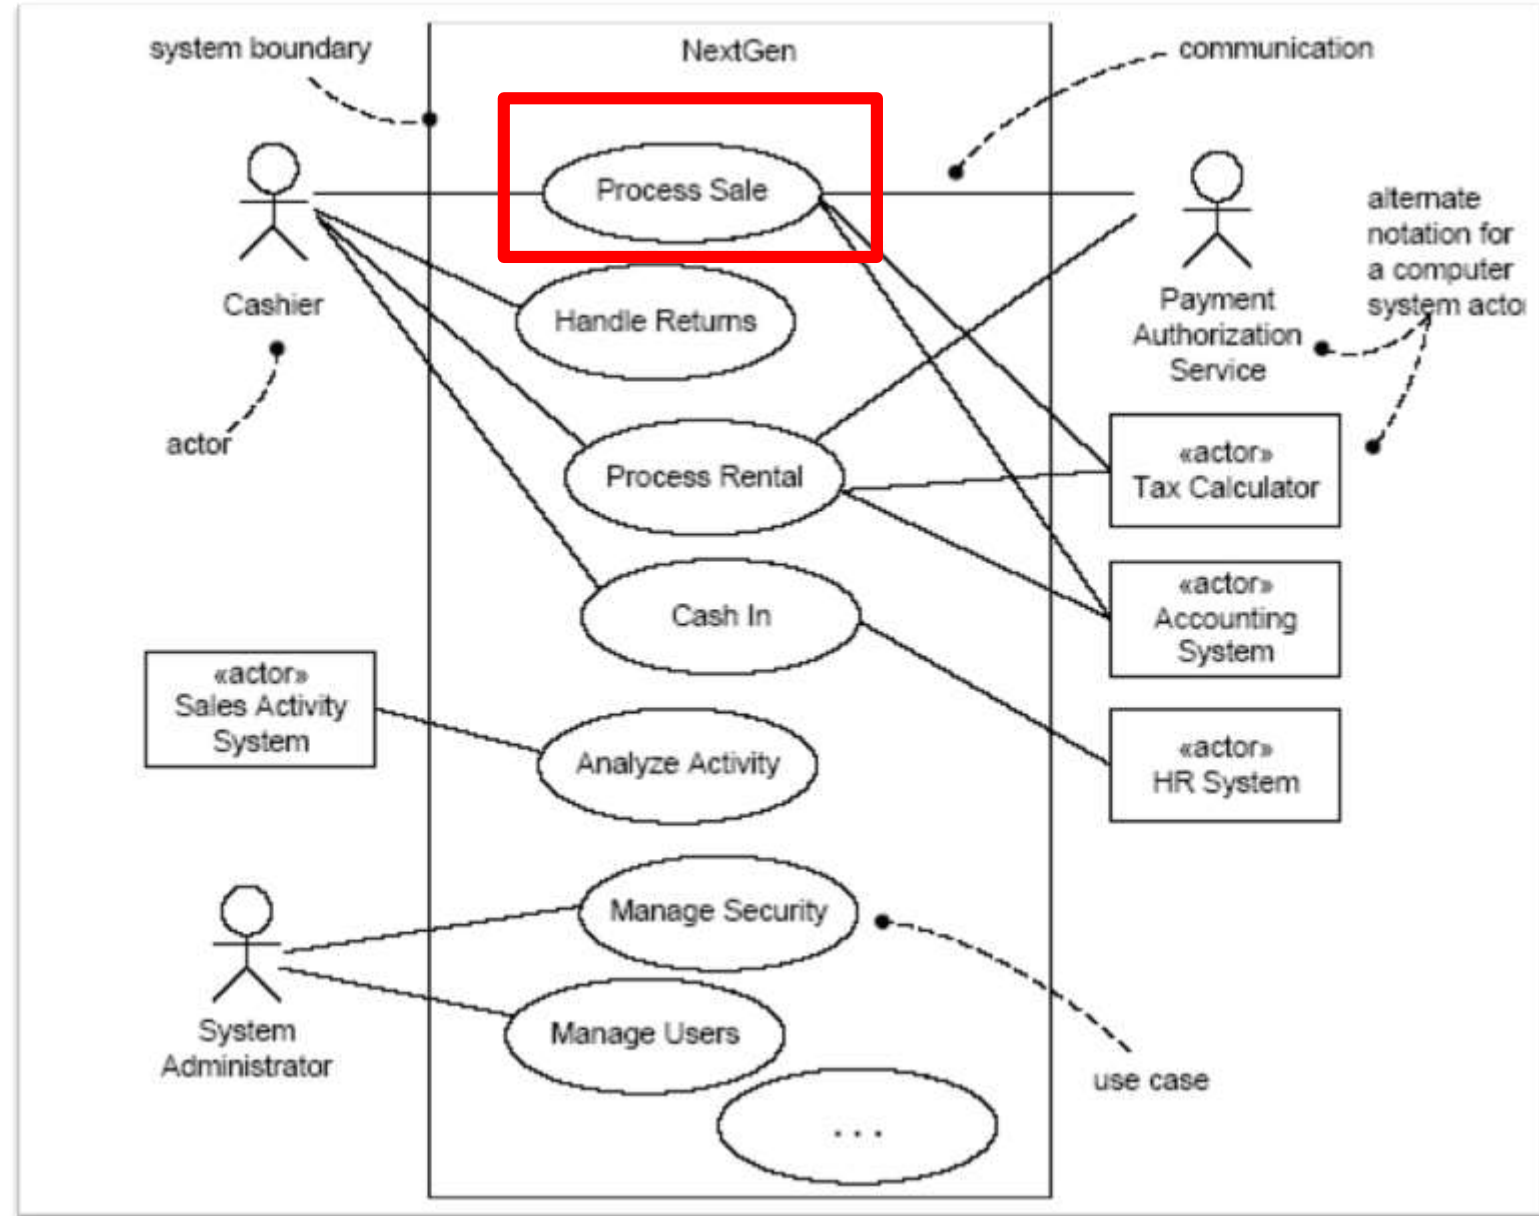 system boundary
NextGen
communication
Process Sale
alternate
notation for
a computer
system actor
Cashier
Handle Returns
Payment
Authorization
Service
actor
Process Rental
«actor»
Tax Calculator
Cash In
«actor»
Accounting
System
«actor»
Sales Activity
System
Analyze Activity
«actor»
HR System
Manage Security
System
Administrator
Manage Users
use case
. . .